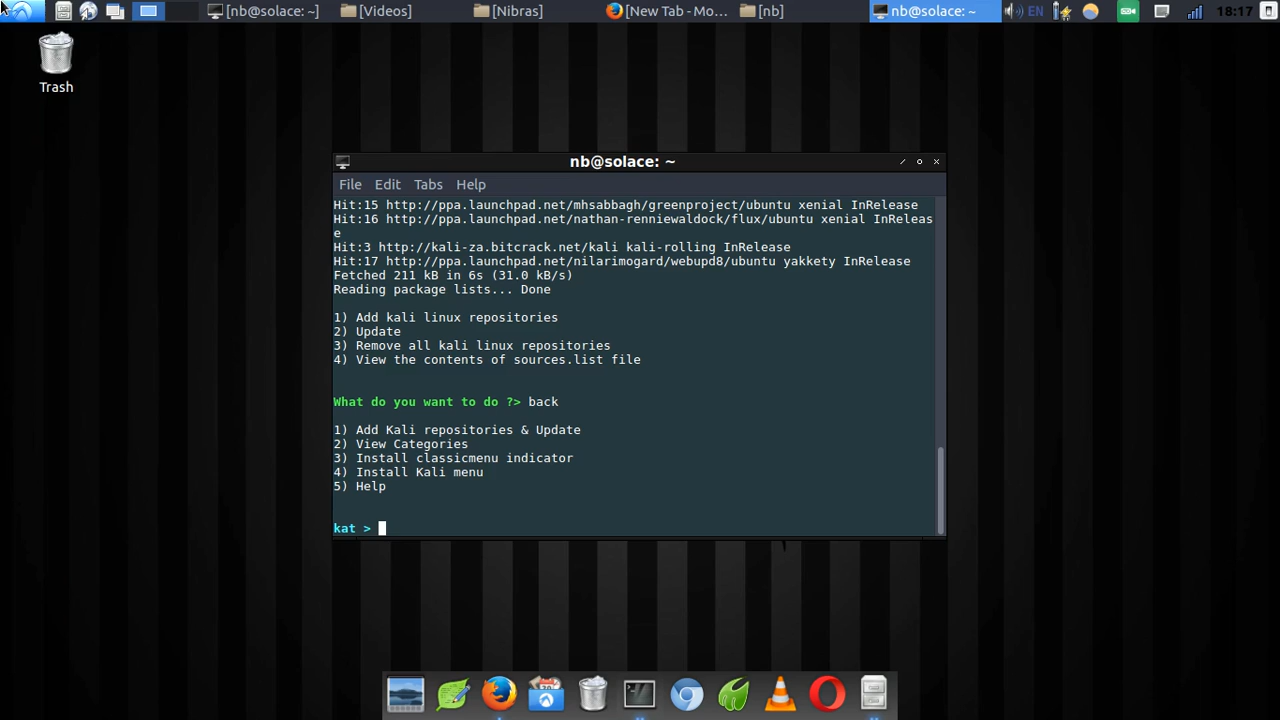 [nb@solace: ~]
[Videos]
[Nibras]
[New Tab - Mo...
[nb]
nb@solace: ~
EN
18:17
Trash
nb@solace: ~
File Edit Tabs Help
Hit:15 http://ppa.launchpad.net/mhsabbagh/greenproject/ubuntu xenial InRelease
Hit:16 http://ppa.launchpad.net/nathan-renniewaldock/flux/ubuntu xenial InReleas
e
Hit:3 http://kali-za.bitcrack.net/kali kali-rolling InRelease
Hit:17 http://ppa.launchpad.net/nilarimogard/webupd8/ubuntu yakkety InRelease
Fetched 211 kB in 6s (31.0 kB/s)
Reading package lists... Done
1) Add kali linux repositories
2) Update
3) Remove all kali linux repositories
4) View the contents of sources.list file
What do you want to do ?> back
1) Add Kali repositories & Update
2) View Categories
3) Install classicmenu indicator
4) Install Kali menu
5) Help
kat >